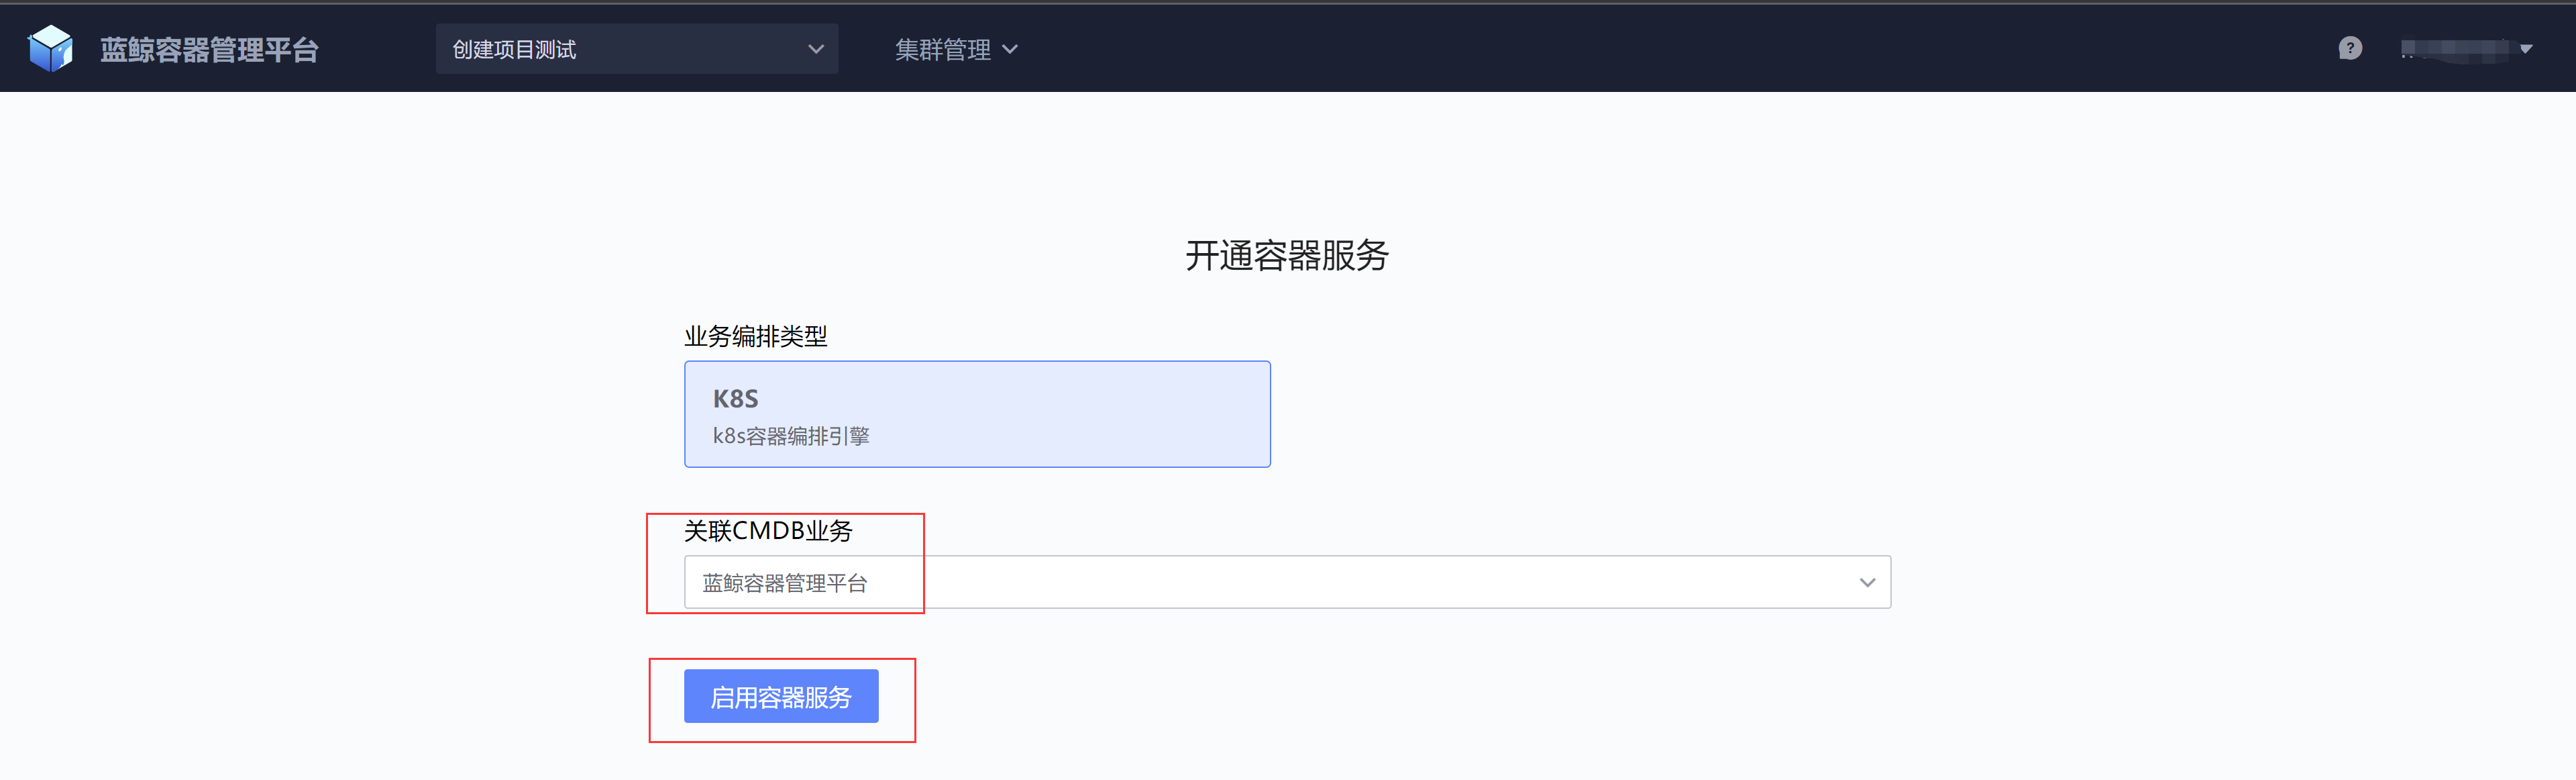 蓝鲸容器管理平台
创建项目测试
集群管理
?
开通容器服务
业务编排类型
K8S
k8s容器编排引擎
关联CMDB业务
蓝鲸容器管理平台
启用容器服务